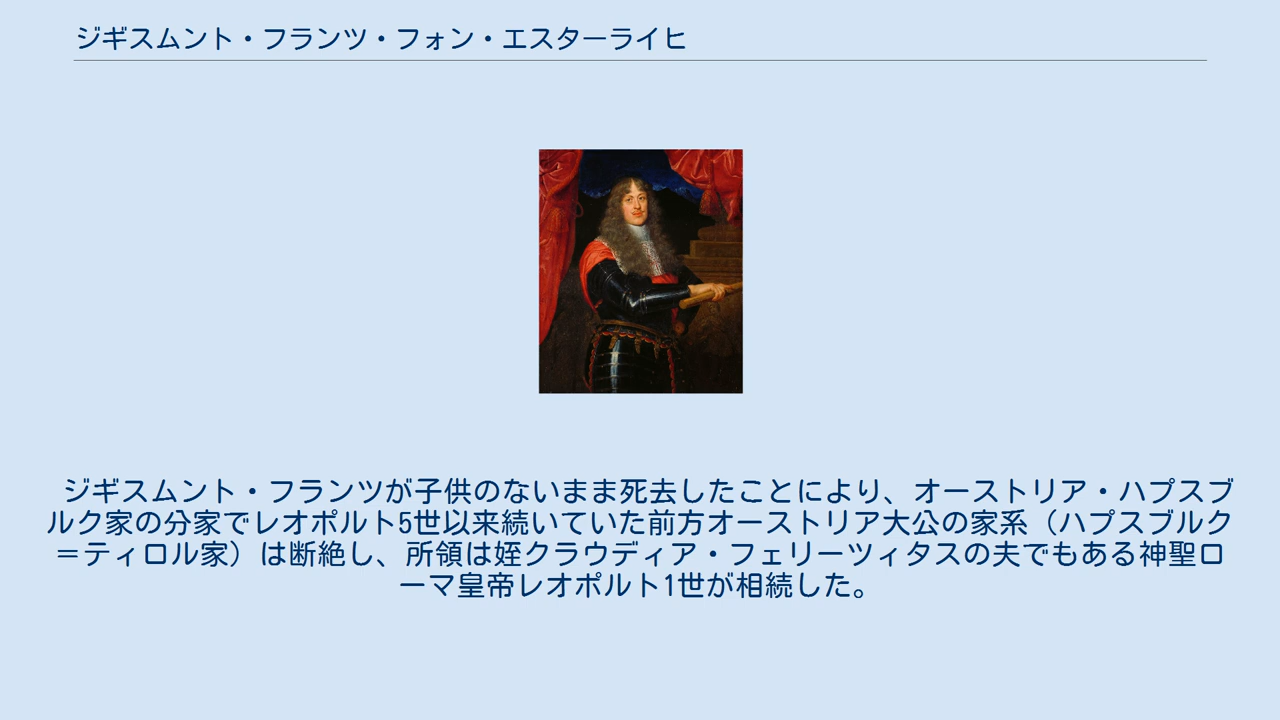 ジギスムント・フランツ・フォン・エスターライヒ
ジギスムント・フランツが子供のないまま死去したことにより、オーストリア・ハプスブ
ルク家の分家でレオポルト5世以来続いていた前方オーストリア大公の家系（ハプスブルク
＝ティロル家）は断絶し、所領は姪クラウディア・フェリーツィタスの夫でもある神聖ロ
ーマ皇帝レオポルト1世が相続した。